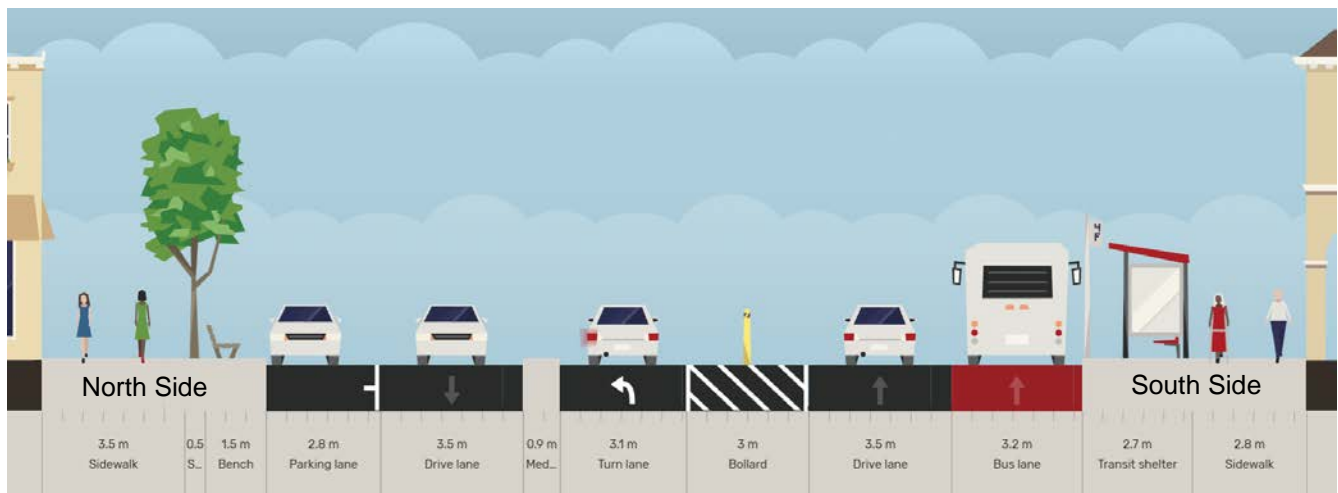 North Side
South Side
3.5 m
Sidewalk
0.5
S...
1.5 m
Bench
2.8 m
Parking lane
3.5 m
Drive lane
0.9 m
Med...
3.1 m
Turn lane
3 m
Bollard
3.5 m
Drive lane
3.2 m
Bus lane
2.7 m
Transit shelter
2.8 m
Sidewalk